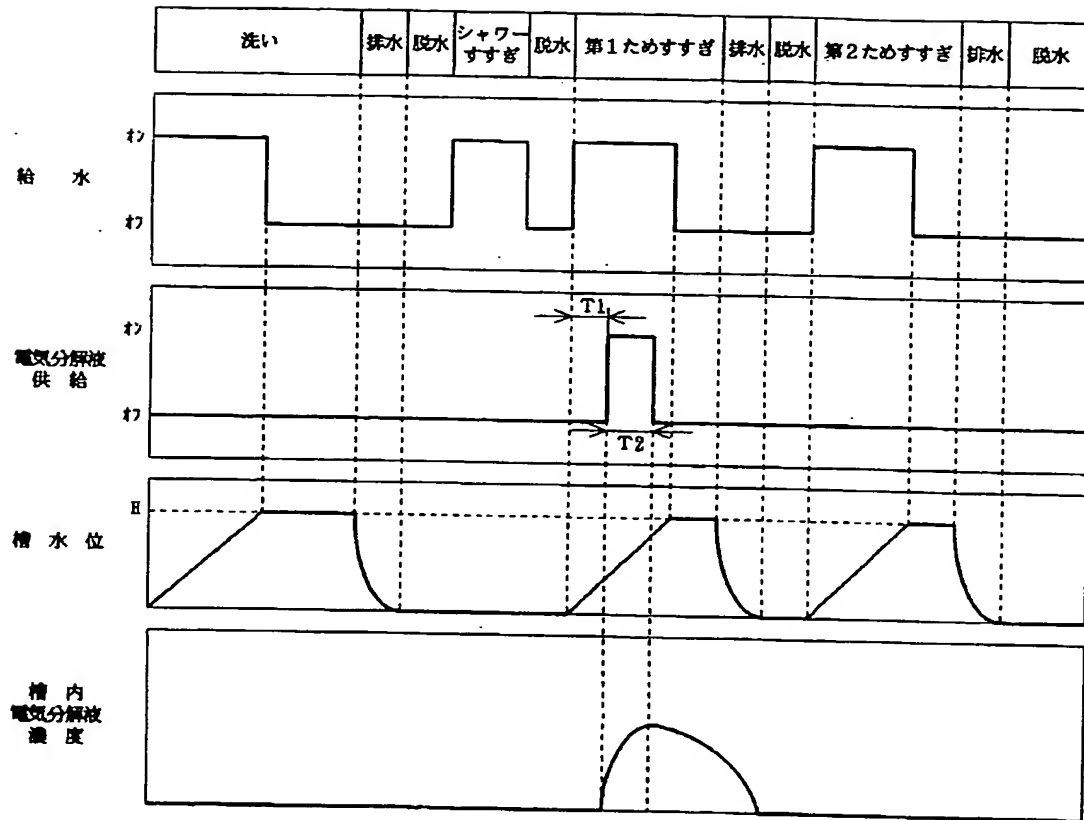 洗い 排水 脱水 シャワーすすぎ 脱水 第1ためすすぎ 排水 脱水 第2ためすすぎ 排水 脱水
オン
給 水
オフ
T1
オン
電気分解液
供 給
オフ
T2
H
槽 水 位
槽 内
電気分解液
濃 度